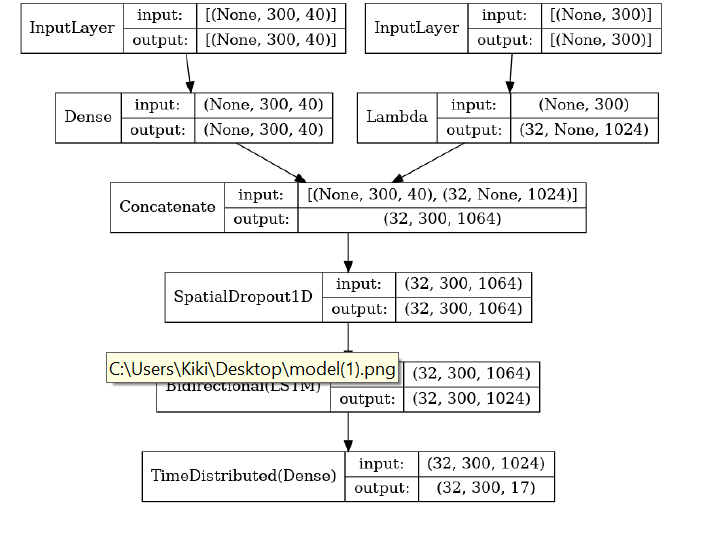 InputLayer input: [(None, 300, 40)]
output: [(None, 300, 40)]
InputLayer input: [(None, 300)]
output: [(None, 300)]
Dense input: (None, 300, 40)
output: (None, 300, 40)
Lambda input: (None, 300)
output: (32, None, 1024)
Concatenate input: [(None, 300, 40), (32, None, 1024)]
output: (32, 300, 1064)
SpatialDropout1D input: (32, 300, 1064)
output: (32, 300, 1064)
C:\Users\Kiki\Desktop\model(1).png
(32, 300, 1064)
Bidirectional(LSTM) output: (32, 300, 1024)
TimeDistributed(Dense) input: (32, 300, 1024)
output: (32, 300, 17)